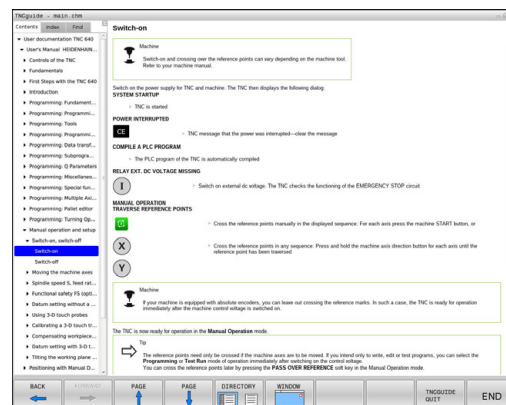 TNCguide - main.chm
Contents Index Find
Switch-on
User documentation TNC 640
User's Manual HEIDENHAIN...
Controls of the TNC
Fundamentals
First Steps with the TNC 640
Introduction
Programming: Fundament...
Programming: Programmi...
Programming: Tools
Programming: Programmi...
Programming: Data transf...
Programming: Subprogra...
Programming: Q Parameters
Programming: Miscellaneo...
Programming: Special fun...
Programming: Multiple Axi...
Programming: Pallet editor
Programming: Turning Op...
Manual operation and setup
Switch-on, switch-off
Switch-on
Switch-off
Moving the machine axes
Spindle speed S, feed rat...
Functional safety FS (opti...
Datum setting without a ...
Using 3-D touch probes
Calibrating a 3-D touch tr...
Compensating workpiece...
Datum setting with 3-D t...
Tilting the working plane ...
Positioning with Manual D...
Machine
Switch-on and crossing over the reference points can vary depending on the machine tool.
Refer to your machine manual.
Switch on the power supply for TNC and machine. The TNC then displays the following dialog
SYSTEM STARTUP
TNC is started
POWER INTERRUPTED
CE
TNC message that the power was interrupted—clear the message
COMPILE A PLC PROGRAM
The PLC program of the TNC is automatically compiled
RELAY EXT. DC VOLTAGE MISSING
I
Switch on external dc voltage. The TNC checks the functioning of the EMERGENCY STOP circuit
MANUAL OPERATION
TRAVERSE REFERENCE POINTS
Cross the reference points manually in the displayed sequence: For each axis press the machine START button, or
X
Cross the reference points in any sequence: Press and hold the machine axis direction button for each axis until the
reference point has been traversed
Y
Machine
If your machine is equipped with absolute encoders, you can leave out crossing the reference marks. In such a case, the TNC is ready for operation
immediately after the machine control voltage is switched on.
The TNC is now ready for operation in the Manual Operation mode.
Tip
The reference points need only be crossed if the machine axes are to be moved. If you intend only to write, edit or test programs, you can select the
Programming or Test Run mode of operation immediately after switching on the control voltage.
You can cross the reference points later by pressing the PASS OVER REFERENCE soft key in the Manual Operation mode.
BACK
FORWARD
PAGE
PAGE
DIRECTORY
WINDOW
TNCGUIDE
QUIT
END